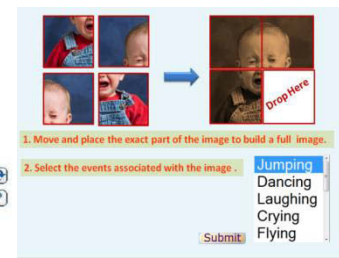 Drop Here
1. Move and place the exact part of the image to build a full image.
2. Select the events associated with the image .
Jumping
Dancing
Laughing
Crying
Flying
Submit